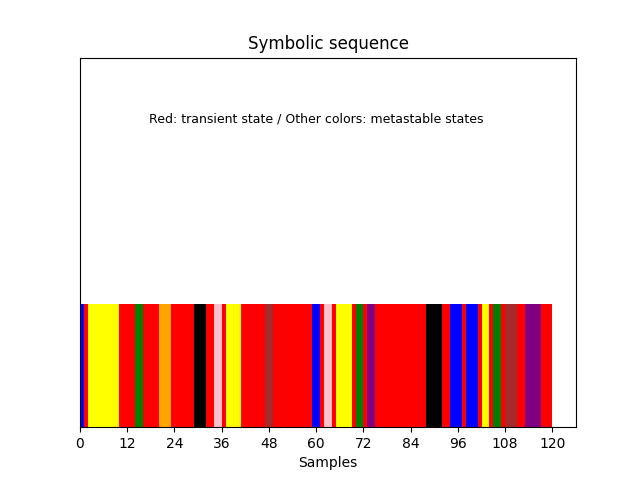 Symbolic sequence
Red: transient state / Other colors: metastable states
0 12 24 36 48 60 72 84 96 108 120
Samples